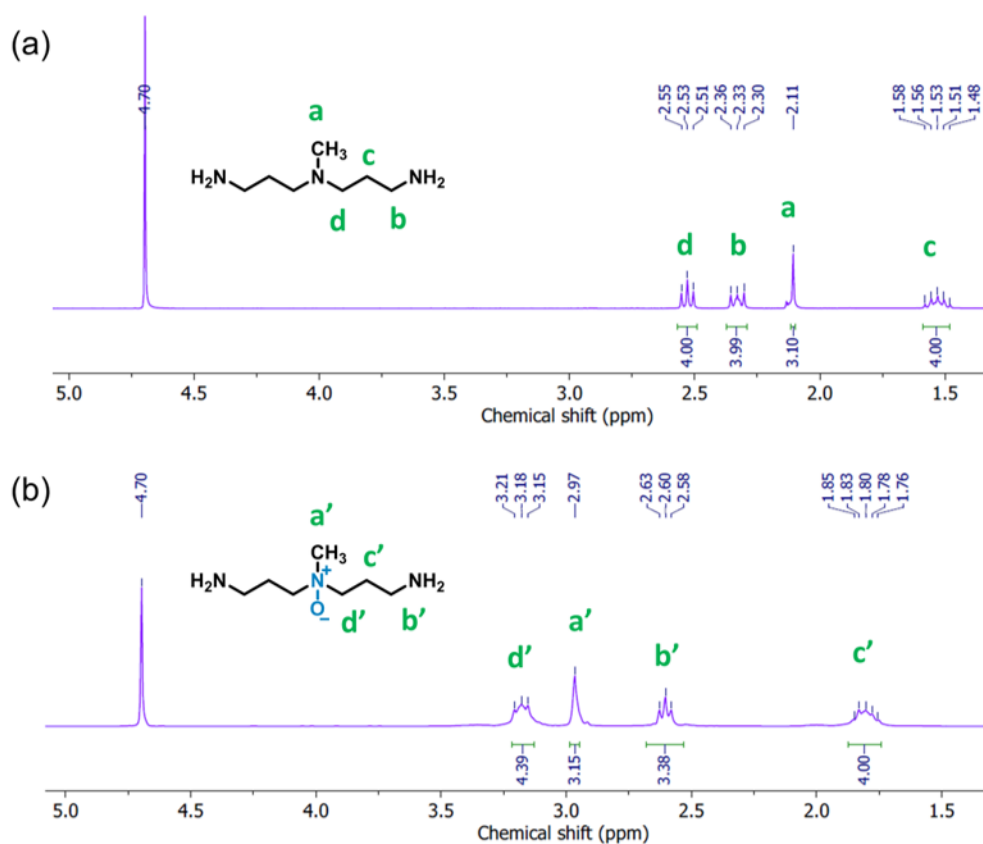 (a)
4.70
2.55
2.53
2.51
2.36
2.33
2.30
2.11
1.58
1.56
1.53
1.51
1.48
a
CH3
c
H2N
N
NH2
d
b
d
b
a
c
4.00
3.99
3.10
4.00
5.0 4.5 4.0 3.5 3.0 2.5 2.0 1.5
Chemical shift (ppm)
(b)
4.70
3.21
3.18
3.15
2.97
2.63
2.60
2.58
1.85
1.83
1.80
1.78
1.76
a’
CH3
c’
H2N
N+
NH2
O−
d’
b’
d’
a’
b’
c’
4.39
3.15
3.38
4.00
5.0 4.5 4.0 3.5 3.0 2.5 2.0 1.5
Chemical shift (ppm)